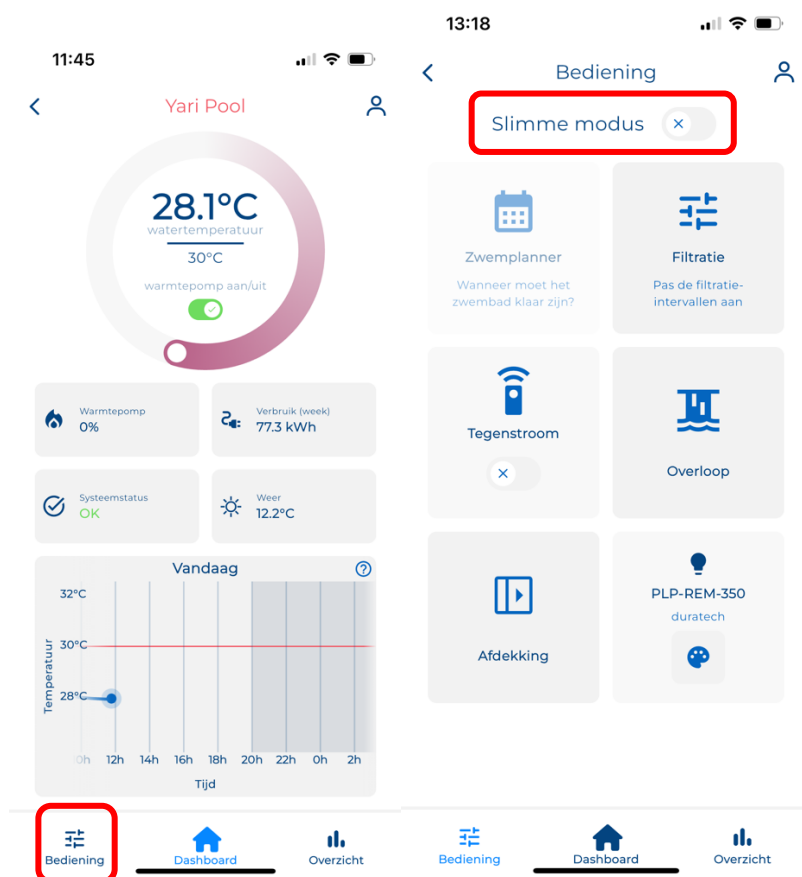 11:45
Yari Pool
28.1°C
watertemperatuur
30°C
warmtepomp aan/uit
Warmtepomp
0%
Verbruik (week)
77.3 kWh
Systeemstatus
OK
Weer
12.2°C
Vandaag
32°C
30°C
28°C
Temperatuur
0h 12h 14h 16h 18h 20h 22h 0h 2h
Tijd
Bediening
Dashboard
Overzicht
13:18
Bediening
Slimme modus
Zwemplanner
Wanneer moet het
zwembad klaar zijn?
Filtratie
Pas de filtratie-
intervallen aan
Tegenstroom
Overloop
Afdekking
PLP-REM-350
duratech
Bediening
Dashboard
Overzicht